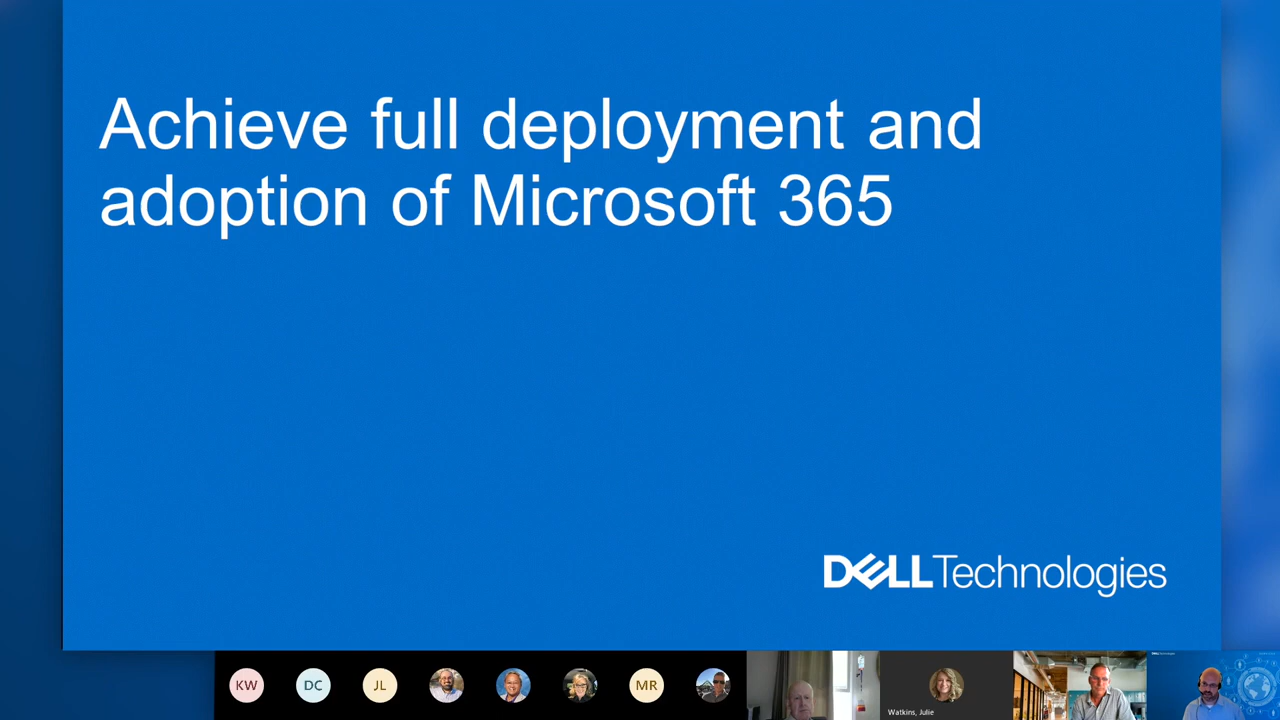 Achieve full deployment and
adoption of Microsoft 365
DELL Technologies
KW
DC
JL
MR
Watkins, Julie